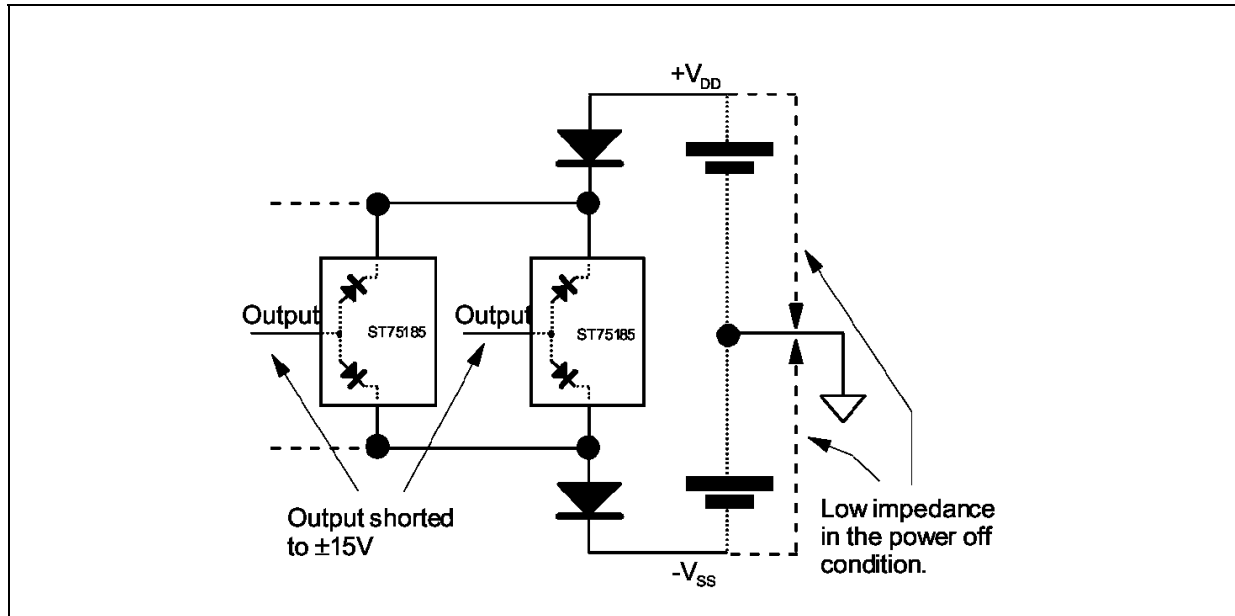 +VDD
Output
ST75185
Output
ST75185
Output shorted
to ±15V
Low impedance
in the power off
condition.
-VSS